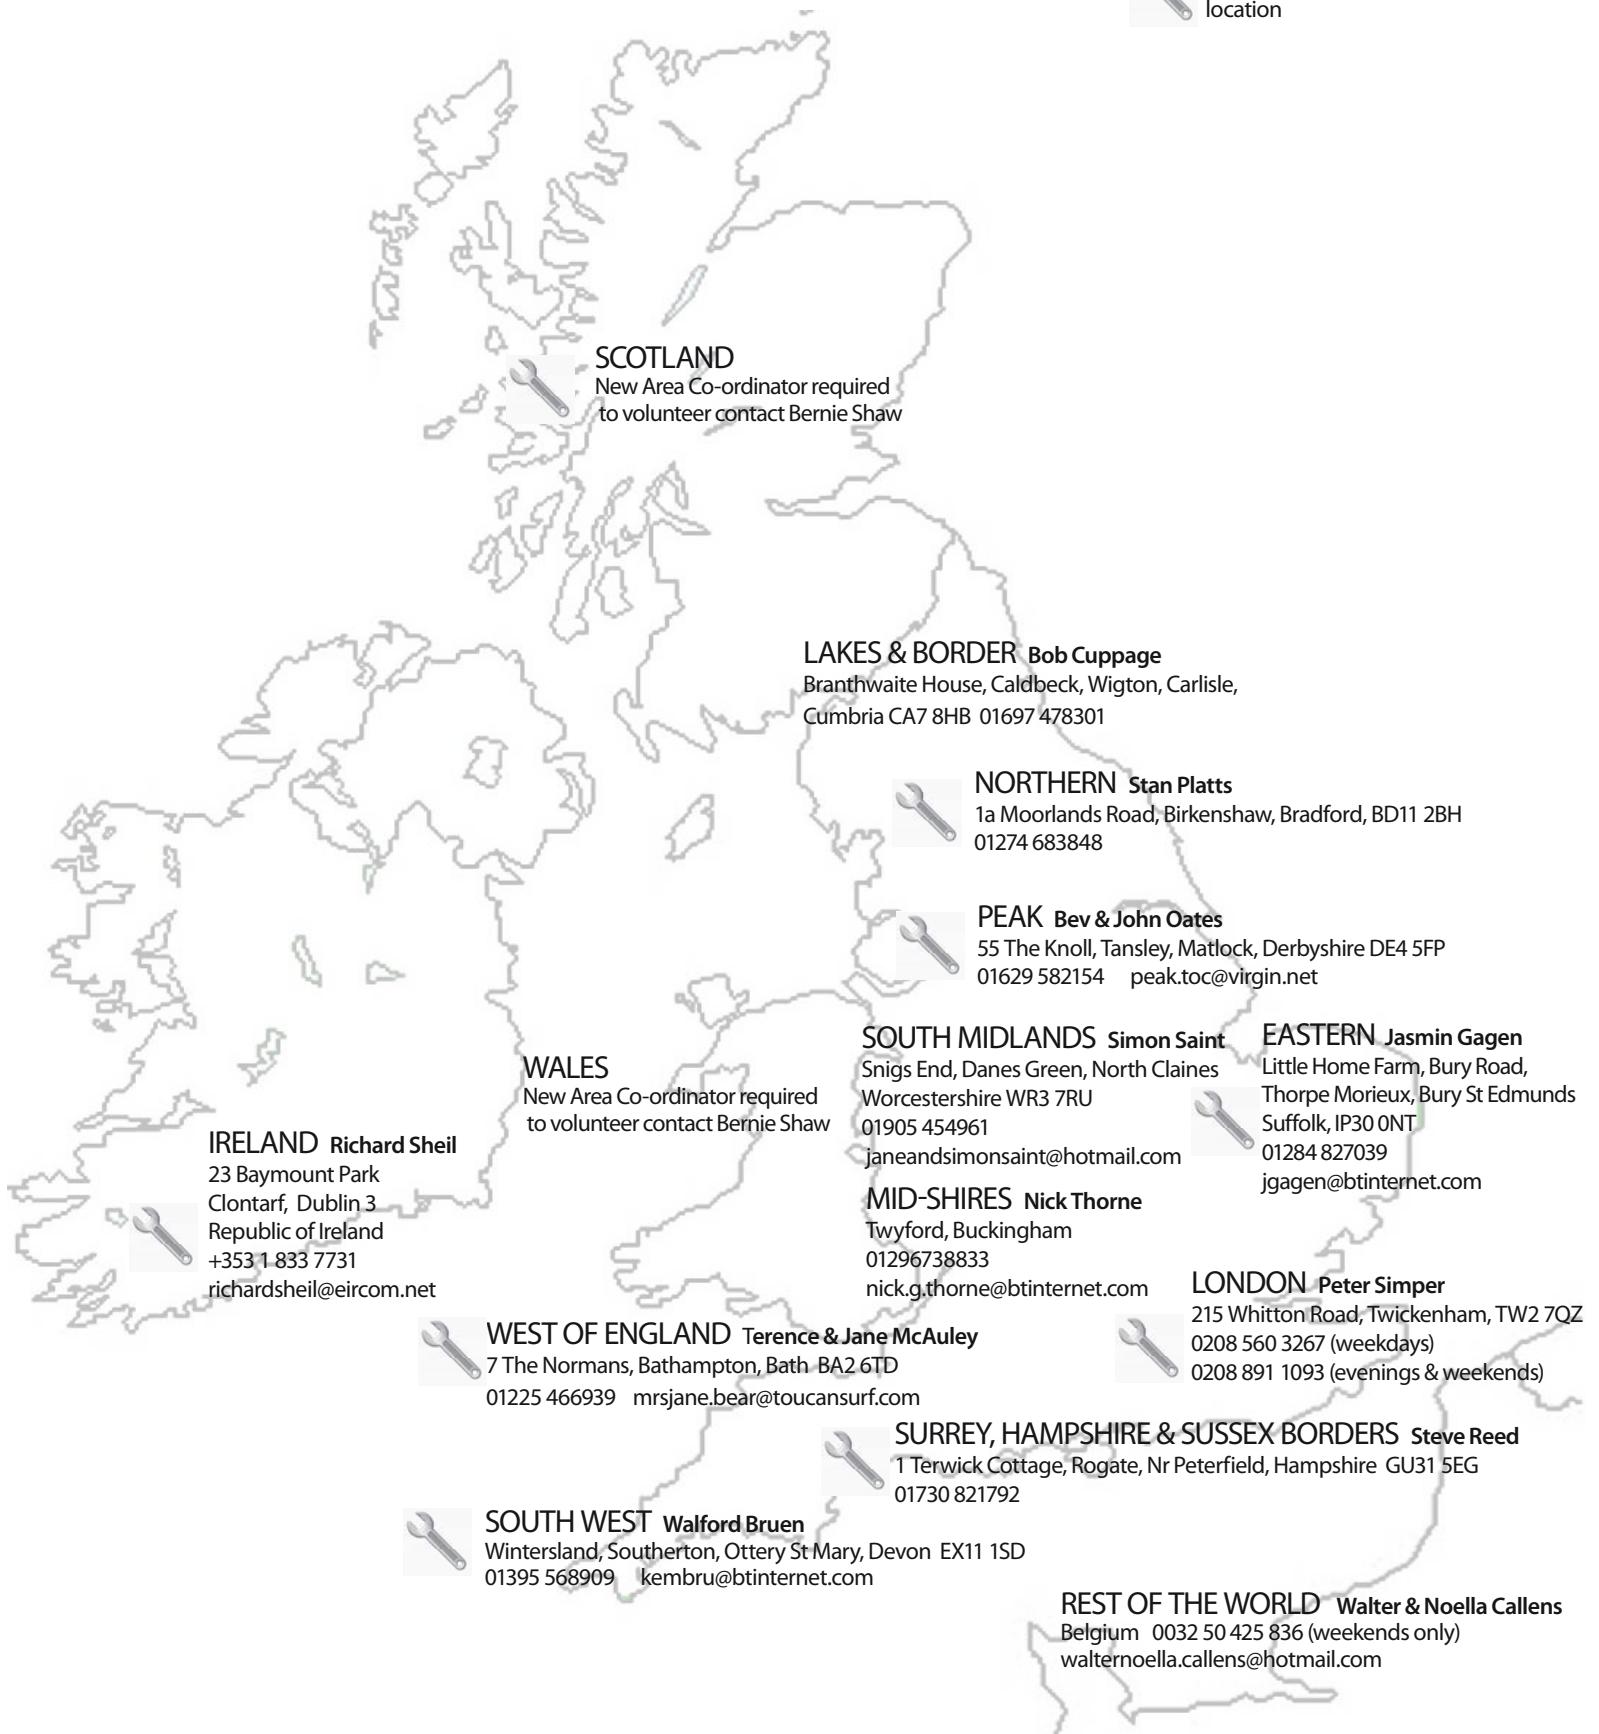 location
SCOTLAND
New Area Co-ordinator required
to volunteer contact Bernie Shaw
LAKES & BORDER Bob Cuppage
Branthwaite House, Caldbeck, Wigton, Carlisle,
Cumbria CA7 8HB 01697 478301
NORTHERN Stan Platts
1a Moorlands Road, Birkenshaw, Bradford, BD11 2BH
01274 683848
PEAK Bev & John Oates
55 The Knoll, Tansley, Matlock, Derbyshire DE4 5FP
01629 582154 peak.toc@virgin.net
SOUTH MIDLANDS Simon Saint
Snigs End, Danes Green, North Claines
Worcestershire WR3 7RU
01905 454961
janeandsimonsaint@hotmail.com
EASTERN Jasmin Gagen
Little Home Farm, Bury Road,
Thorpe Morieux, Bury St Edmunds
Suffolk, IP30 0NT
01284 827039
jgagen@btinternet.com
WALES
New Area Co-ordinator required
to volunteer contact Bernie Shaw
IRELAND Richard Sheil
23 Baymount Park
Clontarf, Dublin 3
Republic of Ireland
+353 1 833 7731
richardsheil@eircom.net
MID-SHIRES Nick Thorne
Twyford, Buckingham
01296738833
nick.g.thorne@btinternet.com
LONDON Peter Simper
215 Whitton Road, Twickenham, TW2 7QZ
0208 560 3267 (weekdays)
0208 891 1093 (evenings & weekends)
WEST OF ENGLAND Terence & Jane McAuley
7 The Normans, Bathampton, Bath BA2 6TD
01225 466939 mrsjane.bear@toucansurf.com
SURREY, HAMPSHIRE & SUSSEX BORDERS Steve Reed
1 Terwick Cottage, Rogate, Nr Peterfield, Hampshire GU31 5EG
01730 821792
SOUTH WEST Walford Bruen
Wintersland, Southerton, Ottery St Mary, Devon EX11 1SD
01395 568909 kembru@btinternet.com
REST OF THE WORLD Walter & Noella Callens
Belgium 0032 50 425 836 (weekends only)
walternoella.callens@hotmail.com